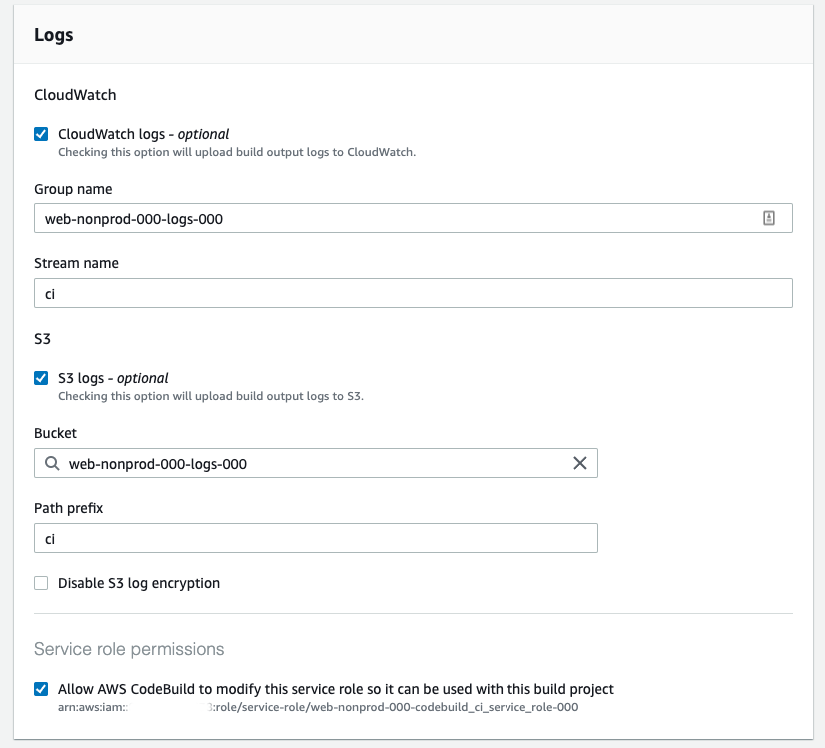 Logs
CloudWatch
CloudWatch logs - optional
Checking this option will upload build output logs to CloudWatch.
Group name
web-nonprod-000-logs-000
Stream name
ci
S3
S3 logs - optional
Checking this option will upload build output logs to S3.
Bucket
web-nonprod-000-logs-000
Path prefix
ci
Disable S3 log encryption
Service role permissions
Allow AWS CodeBuild to modify this service role so it can be used with this build project
arn:aws:iam:: :role/service-role/web-nonprod-000-codebuild_ci_service_role-000